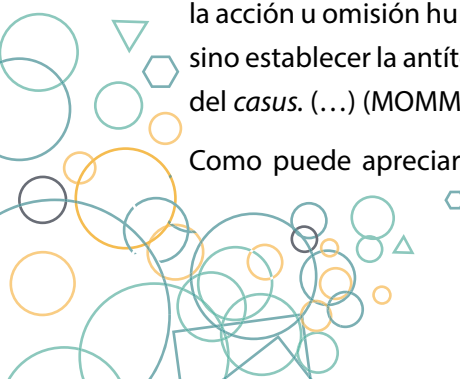 la acción u omisión hu
sino establecer la antít
del casus. (…) (MOMM
Como puede apreciar